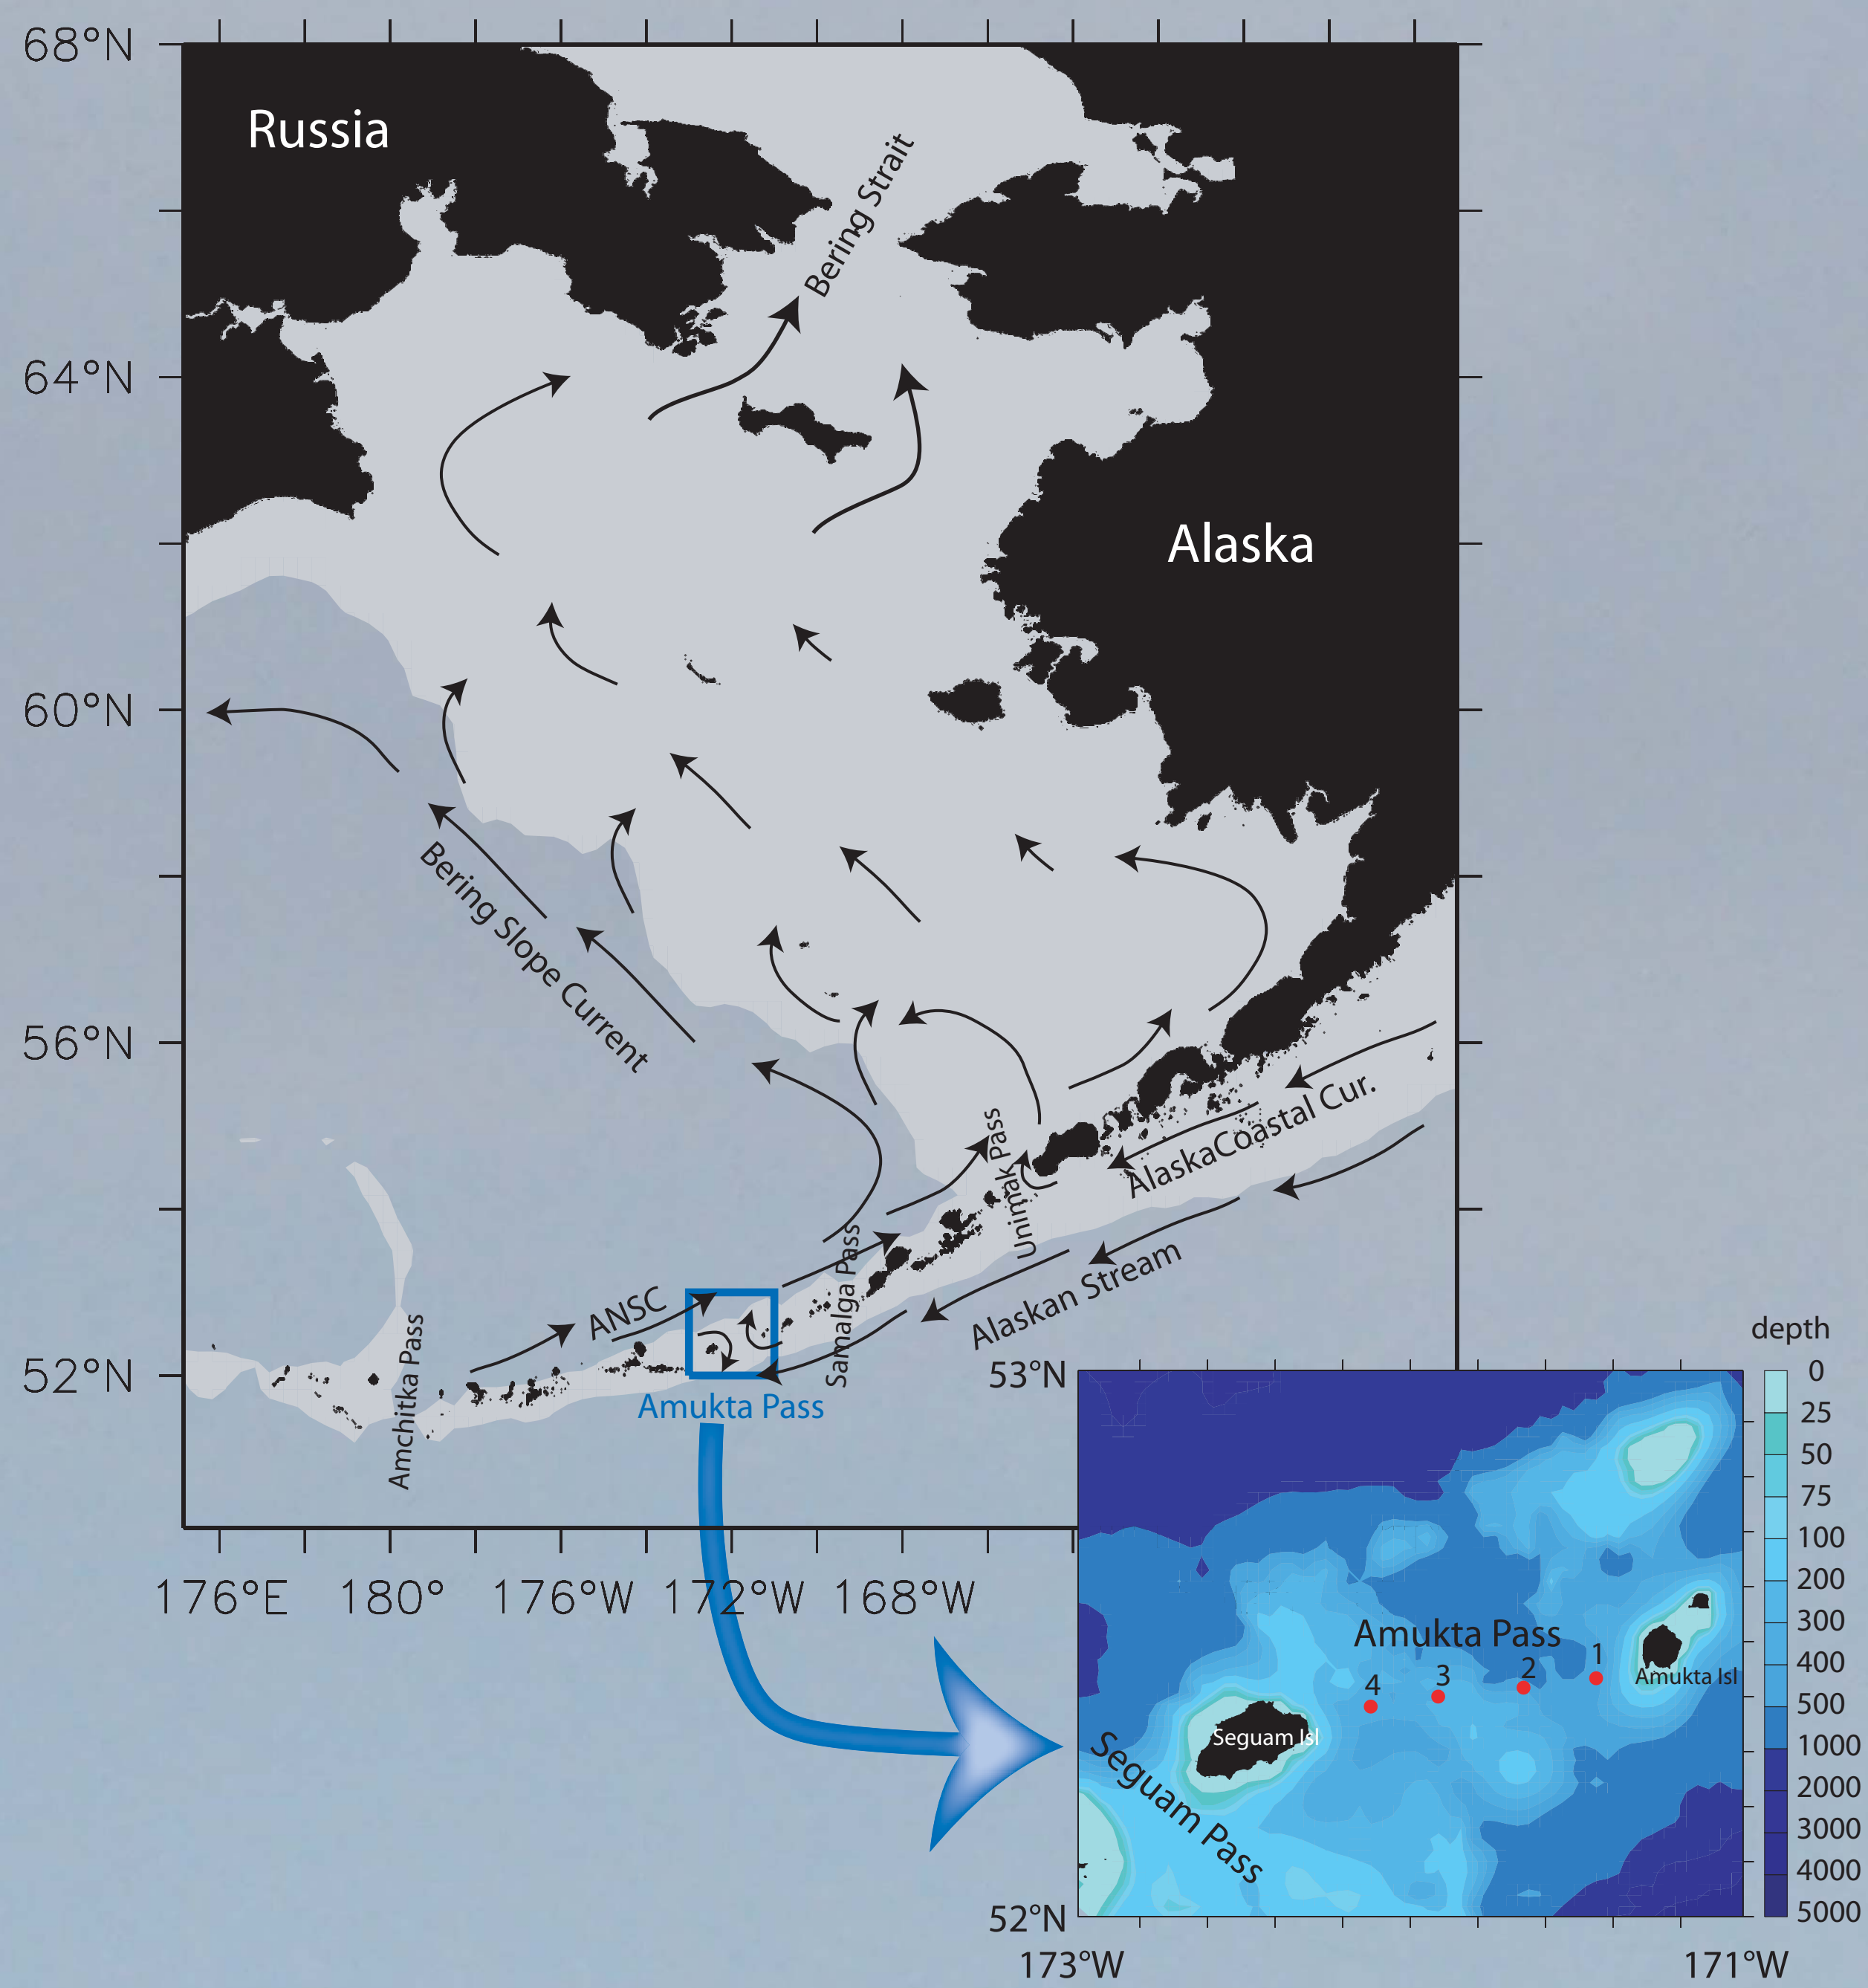 68°N
Russia
Bering Strait
64°N
Alaska
60°N
Bering Slope Current
56°N
AlaskaCoastal Cur.
Unimak Pass
Alaskan Stream
Samalga Pass
ANSC
Amchitka Pass
52°N
Amukta Pass
176°E
180°
176°W
172°W
168°W
depth
53°N
0
25
50
75
100
200
300
400
500
1000
2000
3000
4000
5000
Amukta Pass
1
2
3
4
Amukta Isl
Seguam Isl
Seguam Pass
52°N
173°W
171°W